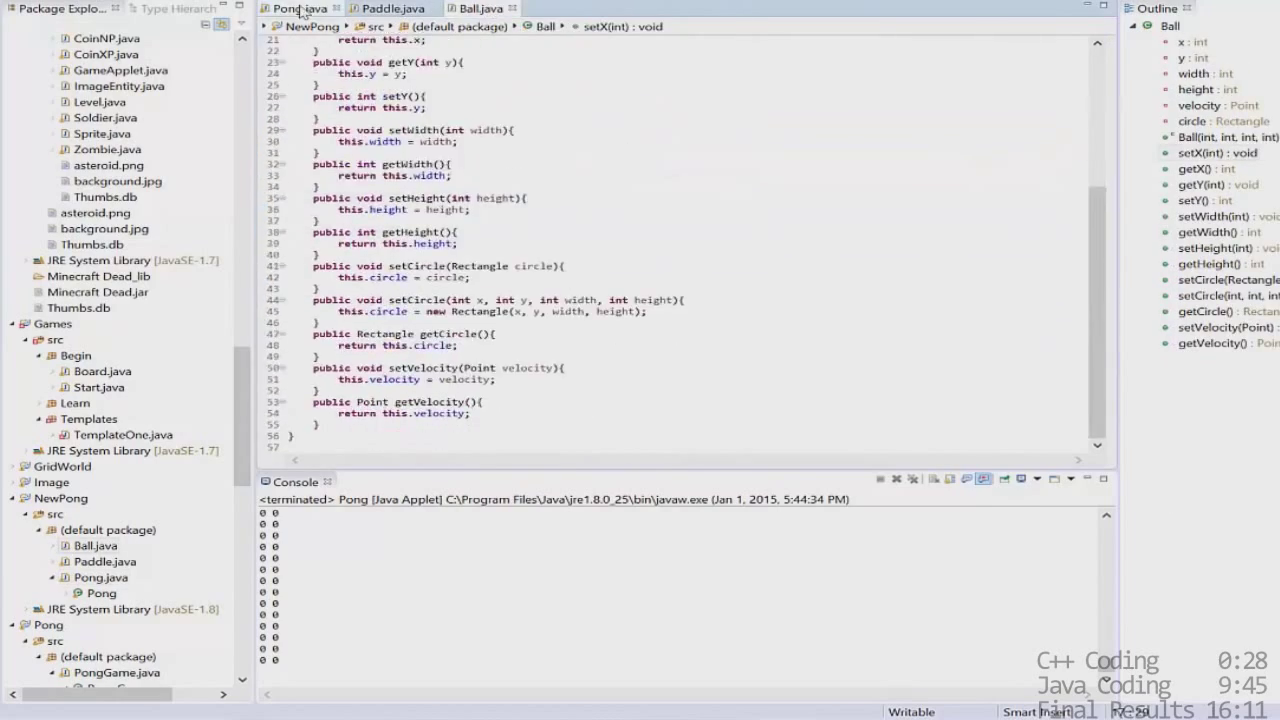 Package Explo...
Type Hierarch
CoinNP.java
CoinXP.java
GameApplet.java
ImageEntity.java
Level.java
Soldier.java
Sprite.java
Zombie.java
asteroid.png
background.jpg
Thumbs.db
asteroid.png
background.jpg
Thumbs.db
JRE System Library [JavaSE-1.7]
Minecraft Dead_lib
Minecraft Dead.jar
Thumbs.db
Games
src
Begin
Board.java
Start.java
Learn
Templates
TemplateOne.java
JRE System Library [JavaSE-1.7]
GridWorld
Image
NewPong
src
(default package)
Ball.java
Paddle.java
Pong.java
Pong
JRE System Library [JavaSE-1.8]
Pong
src
(default package)
PongGame.java
Pong.java
Paddle.java
Ball.java
NewPong
src
(default package)
Ball
setX(int) : void
21 return this.x;
22 }
23 public void getY(int y){
24 this.y = y;
25 }
26 public int setY(){
27 return this.y;
28 }
29 public void setWidth(int width){
30 this.width = width;
31 }
32 public int getWidth(){
33 return this.width;
34 }
35 public void setHeight(int height){
36 this.height = height;
37 }
38 public int getHeight(){
39 return this.height;
40 }
41 public void setCircle(Rectangle circle){
42 this.circle = circle;
43 }
44 public void setCircle(int x, int y, int width, int height){
45 this.circle = new Rectangle(x, y, width, height);
46 }
47 public Rectangle getCircle(){
48 return this.circle;
49 }
50 public void setVelocity(Point velocity){
51 this.velocity = velocity;
52 }
53 public Point getVelocity(){
54 return this.velocity;
55 }
56 }
57
Console
<terminated> Pong [Java Applet] C:\Program Files\Java\jre1.8.0_25\bin\javaw.exe (Jan 1, 2015, 5:44:34 PM)
0 0
0 0
0 0
0 0
0 0
0 0
0 0
0 0
0 0
0 0
0 0
0 0
0 0
0 0
Outline
Ball
x : int
y : int
width : int
height : int
velocity : Point
circle : Rectangle
Ball(int, int, int, int)
setX(int) : void
getX() : int
getY(int) : void
setY() : int
setWidth(int) : void
getWidth() : int
setHeight(int) : void
getHeight() : int
setCircle(Rectangle
setCircle(int, int, int
getCircle() : Rectan
setVelocity(Point) :
getVelocity() : Poin
C++ Coding 0:28
Java Coding 9:45
Final Results 16:11
Writable
Smart Insert